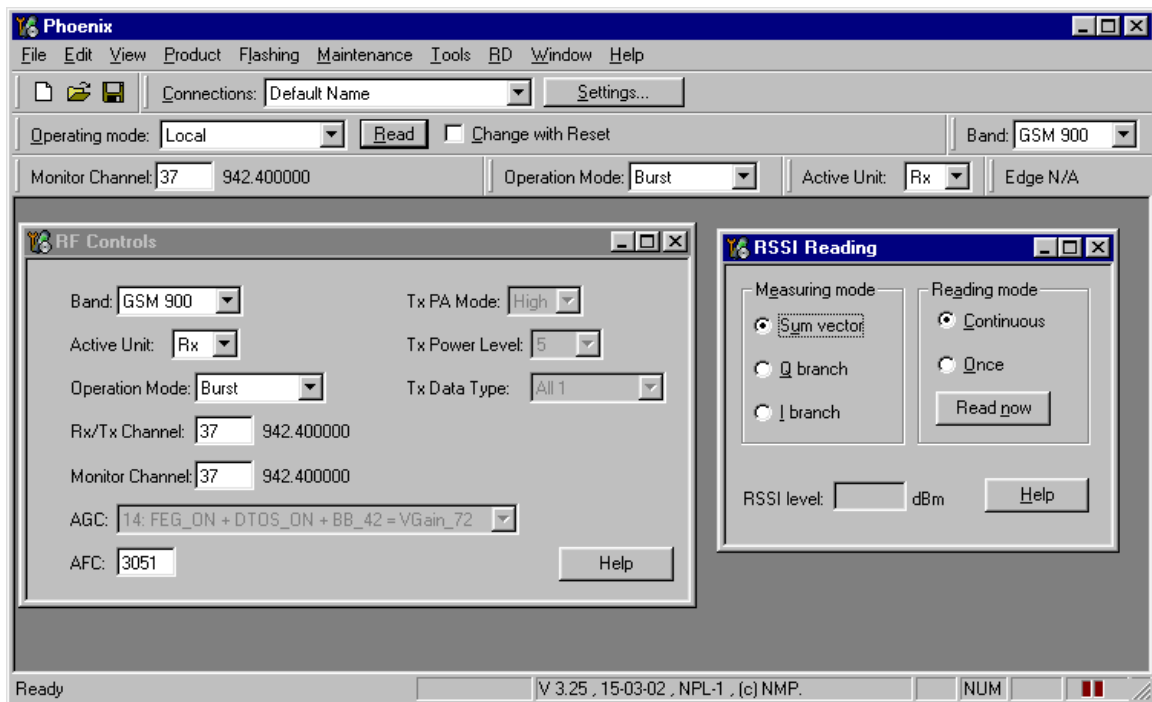 Phoenix
File Edit View Product Flashing Maintenance Tools RD Window Help
Connections: Default Name Settings...
Operating mode: Local Read Change with Reset Band: GSM 900
Monitor Channel: 37 942.400000 Operation Mode: Burst Active Unit: Rx Edge N/A
RF Controls
Band: GSM 900 Tx PA Mode: High
Active Unit: Rx Tx Power Level: 5
Operation Mode: Burst Tx Data Type: All 1
Rx/Tx Channel: 37 942.400000
Monitor Channel: 37 942.400000
AGC: 14: FEG_ON + DTOS_ON + BB_42 = VGain_72
AFC: 3051 Help
RSSI Reading
Measuring mode Reading mode
Sum vector Continuous
Q branch Once
I branch Read now
RSSI level: dBm Help
Ready V 3.25 , 15-03-02 , NPL-1 , (c) NMP. NUM